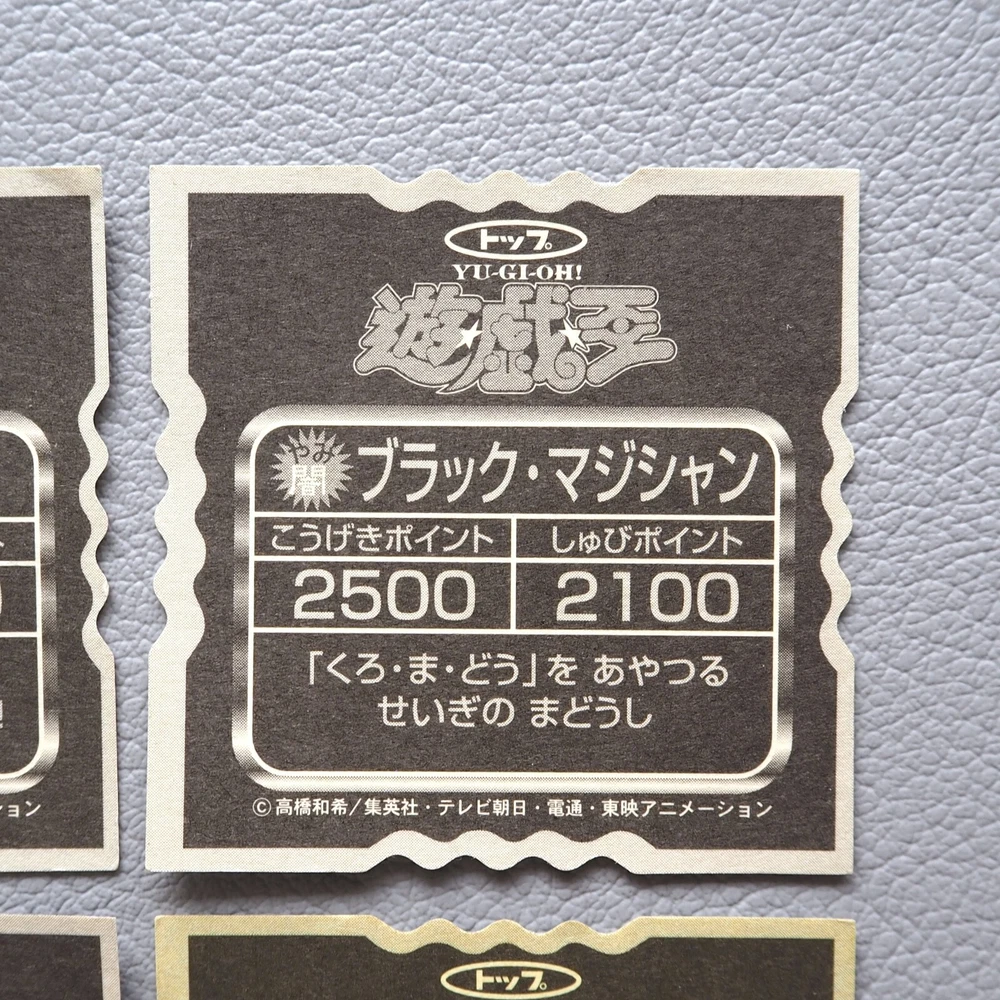 トップ
YU-GI-OH!
遊戯王
やみ
闇
ブラック・マジシャン
こうげきポイント
しゅびポイント
2500
2100
「くろ・ま・どう」を あやつる
せいぎの まどうし
©高橋和希/集英社・テレビ朝日・電通・東映アニメーション
ション
トップ